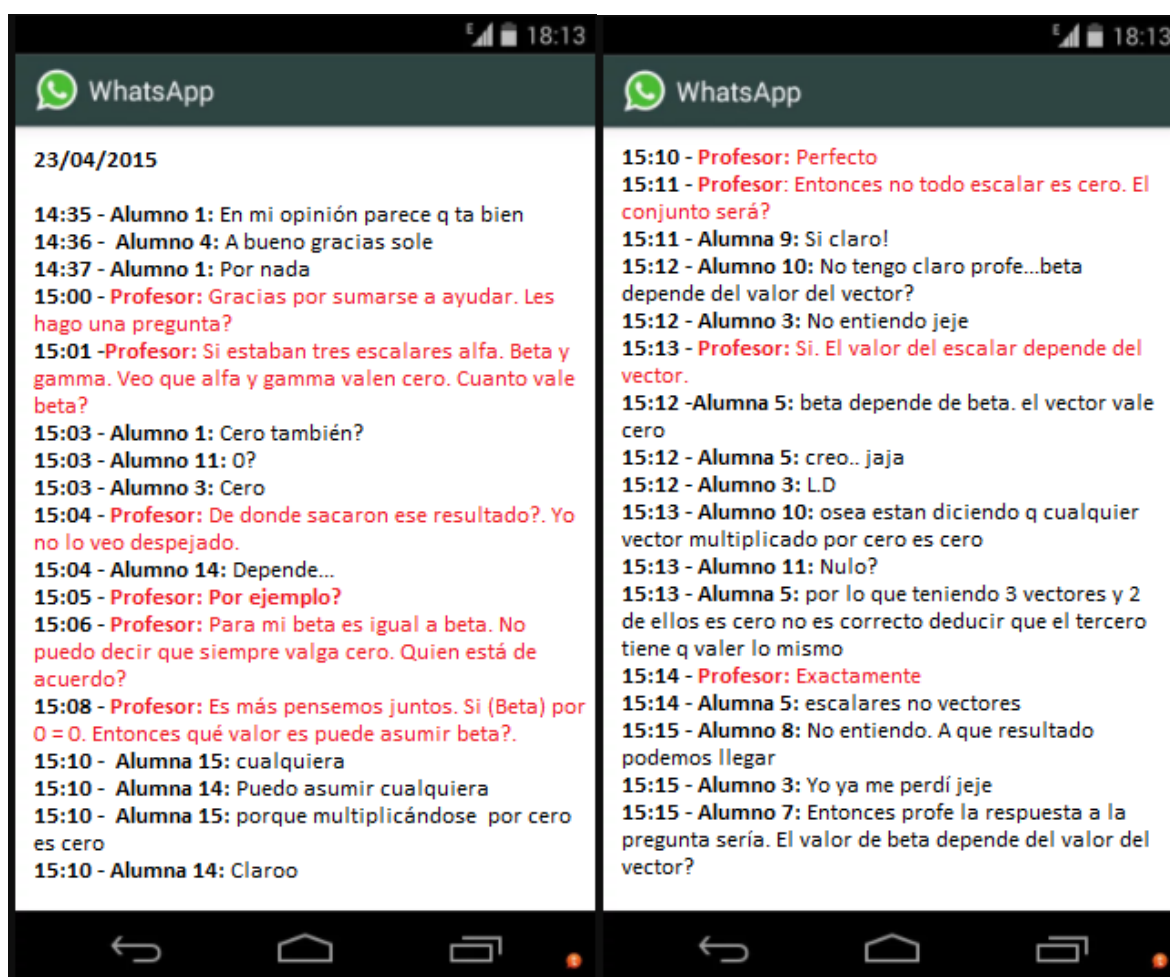 18:13
WhatsApp
23/04/2015
14:35 - Alumno 1: En mi opinión parece q ta bien
14:36 -  Alumno 4: A bueno gracias sole
14:37 - Alumno 1: Por nada
15:00 - Profesor: Gracias por sumarse a ayudar. Les
hago una pregunta?
15:01 -Profesor: Si estaban tres escalares alfa. Beta y
gamma. Veo que alfa y gamma valen cero. Cuanto vale
beta?
15:03 - Alumno 1: Cero también?
15:03 - Alumno 11: 0?
15:03 - Alumno 3: Cero
15:04 - Profesor: De donde sacaron ese resultado?. Yo
no lo veo despejado.
15:04 - Alumno 14: Depende...
15:05 - Profesor: Por ejemplo?
15:06 - Profesor: Para mi beta es igual a beta. No
puedo decir que siempre valga cero. Quien está de
acuerdo?
15:08 - Profesor: Es más pensemos juntos. Si (Beta) por
0 = 0. Entonces qué valor es puede asumir beta?.
15:10 -  Alumna 15: cualquiera
15:10 -  Alumna 14: Puedo asumir cualquiera
15:10 -  Alumna 15: porque multiplicándose  por cero
es cero
15:10 - Alumna 14: Claroo
18:13
WhatsApp
15:10 - Profesor: Perfecto
15:11 - Profesor: Entonces no todo escalar es cero. El
conjunto será?
15:11 - Alumna 9: Si claro!
15:12 - Alumno 10: No tengo claro profe...beta
depende del valor del vector?
15:12 - Alumno 3: No entiendo jeje
15:13 - Profesor: Si. El valor del escalar depende del
vector.
15:12 -Alumna 5: beta depende de beta. el vector vale
cero
15:12 - Alumna 5: creo.. jaja
15:12 - Alumno 3: L.D
15:13 - Alumno 10: osea estan diciendo q cualquier
vector multiplicado por cero es cero
15:13 - Alumno 11: Nulo?
15:13 - Alumna 5: por lo que teniendo 3 vectores y 2
de ellos es cero no es correcto deducir que el tercero
tiene q valer lo mismo
15:14 - Profesor: Exactamente
15:14 - Alumna 5: escalares no vectores
15:15 - Alumno 8: No entiendo. A que resultado
podemos llegar
15:15 - Alumno 3: Yo ya me perdí jeje
15:15 - Alumno 7: Entonces profe la respuesta a la
pregunta sería. El valor de beta depende del valor del
vector?